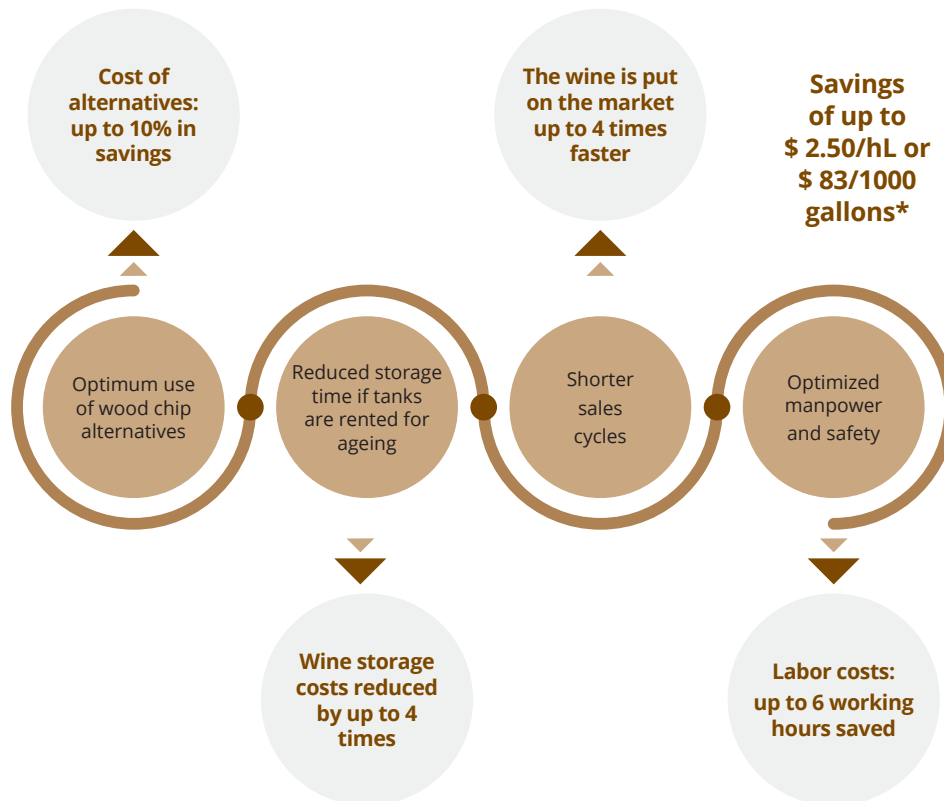 Cost of
alternatives:
up to 10% in
savings
The wine is put
on the market
up to 4 times
faster
Savings
of up to
$ 2.50/hL or
$ 83/1000
gallons*
Optimum use
of wood chip
alternatives
Reduced storage
time if tanks
are rented for
ageing
Shorter
sales
cycles
Optimized
manpower
and safety
Wine storage
costs reduced
by up to 4
times
Labor costs:
up to 6 working
hours saved